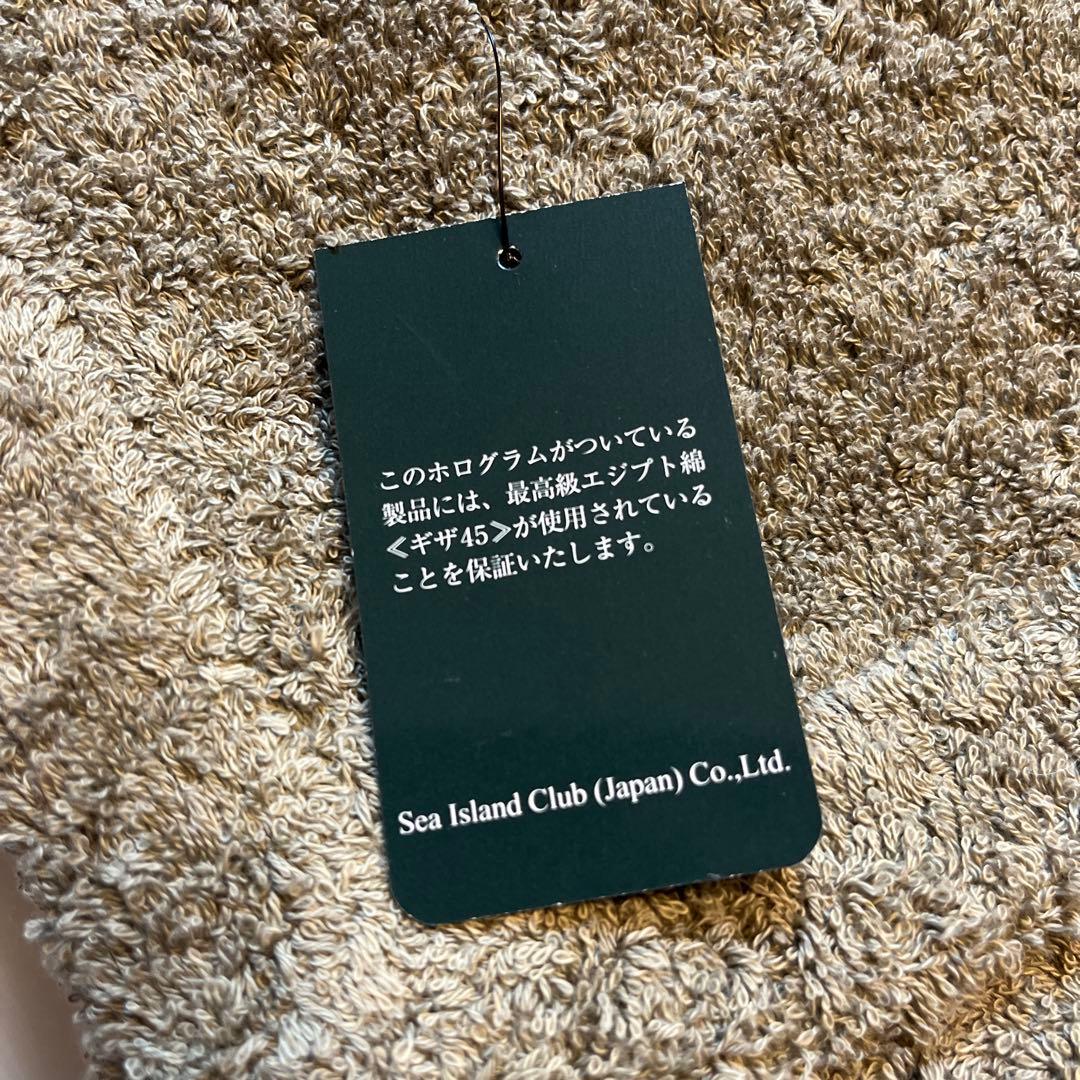 このホログラムがついている
製品には、最高級エジプト綿
≪ギザ45≫が使用されている
ことを保証いたします。
Sea Island Club (Japan) Co.,Ltd.